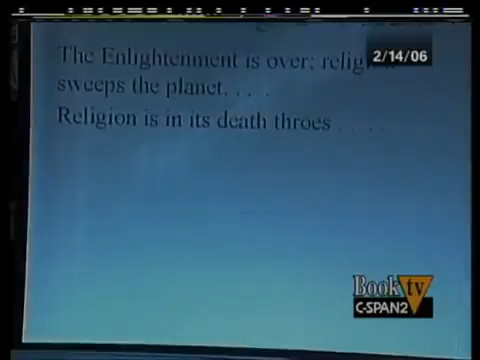 2/14/06
The Enlightenment is over: religion
sweeps the planet. . . .
Religion is in its death throes . . . .
Book tv
C-SPAN2